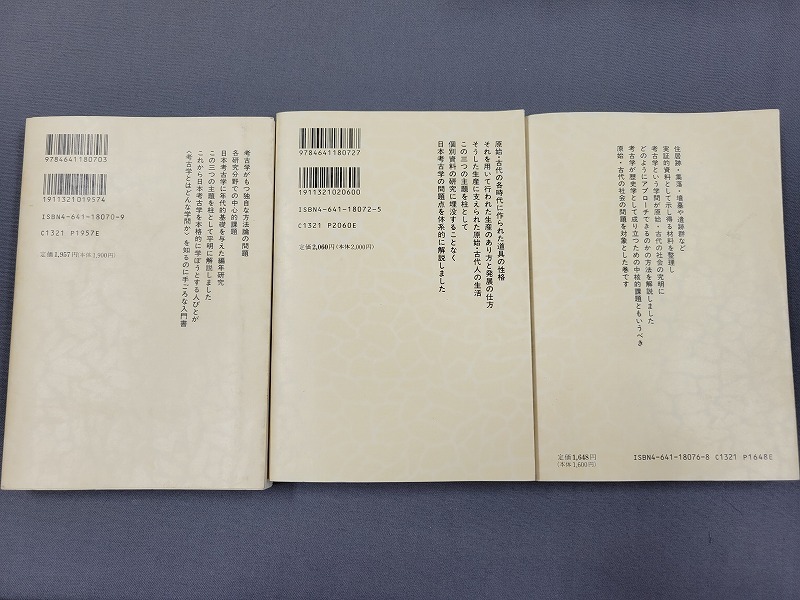 9784641180703
1911321019574
ISBN4-641-18070-9
C1321 P1957E
定価1,957円(本体1,900円)
考古学がもつ独自な方法論の問題
各研究分野での中心的課題
日本考古学に年代的基礎を与えた編年研究
この三つの主題を柱として平明に解説しました
これから日本考古学を本格的に学ぼうとする人びとが
〈考古学とはどんな学問か〉を知るのに手ごろな入門書
9784641180727
1911321020600
ISBN4-641-18072-5
C1321 P2060E
定価2,060円(本体2,000円)
原始・古代の各時代に作られた道具の性格
それを用いて行われた生産のあり方と発展の仕方
そうした生産に支えられた原始・古代人の生活
この三つの主題を柱として
個別資料の研究に埋没することなく
日本考古学の問題点を体系的に解説しました
住居跡・集落・墳墓や遺跡群など
実証的資料として示し得る材料を整理し
考古学という学問が原始・古代の社会の究明に
どのようにアプローチできるのかの方法を解説しました
考古学が歴史学として成り立つための中核的課題ともいうべき
原始・古代の社会の問題を対象とした巻です
定価1,648円
(本体1,600円)
ISBN4-641-18076-8 C1321 P1648E